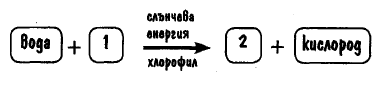 слънчева
енергия
вода + 1 → 2 + кислород
хлорофил